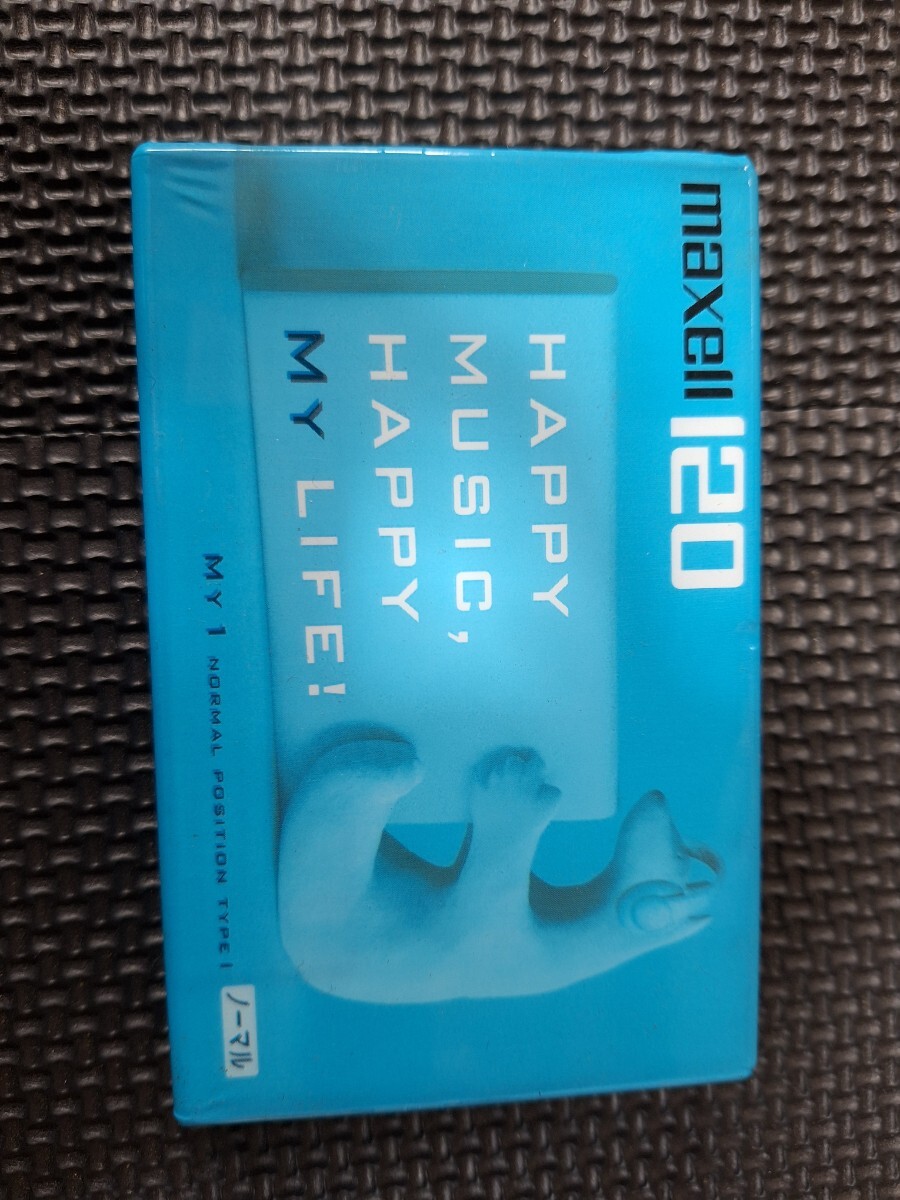 maxell 120
HAPPY
MUSIC,
HAPPY
MY LIFE!
MY 1 NORMAL POSITION TYPE I ノーマル